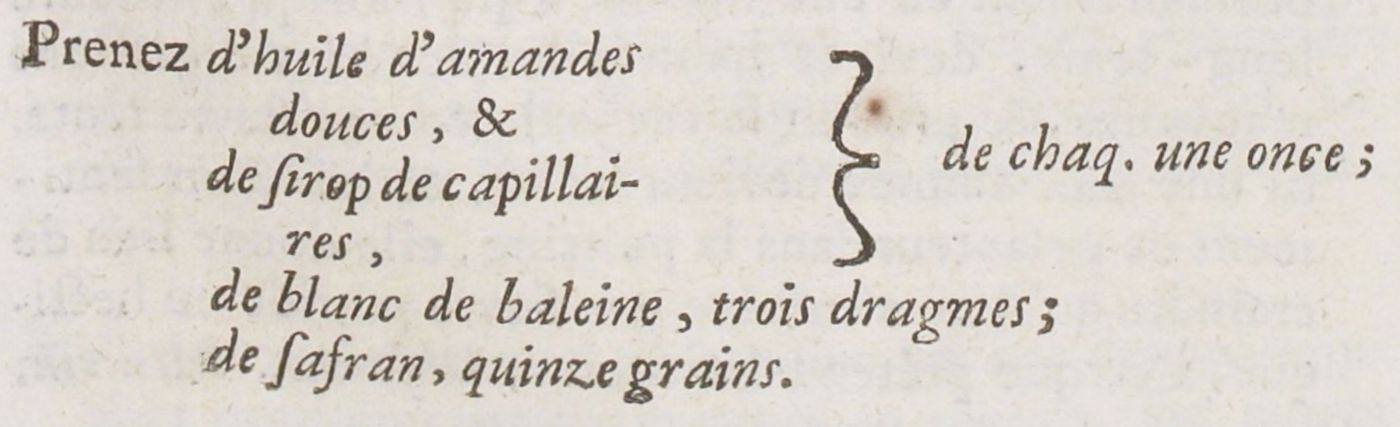 Prenez d'huile d'amandes
douces, &
de ſirop de capillai-
res,
} de chaq. une once;
de blanc de baleine, trois dragmes;
de ſafran, quinze grains.